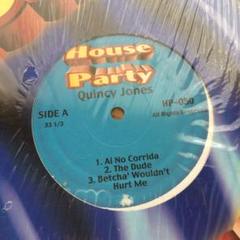 House
Party
Quincy Jones
SIDE A
HP-050
33 1/3
All Rights Reserved
1. Ai No Corrida
2. The Dude
3. Betcha' Wouldn't
Hurt Me